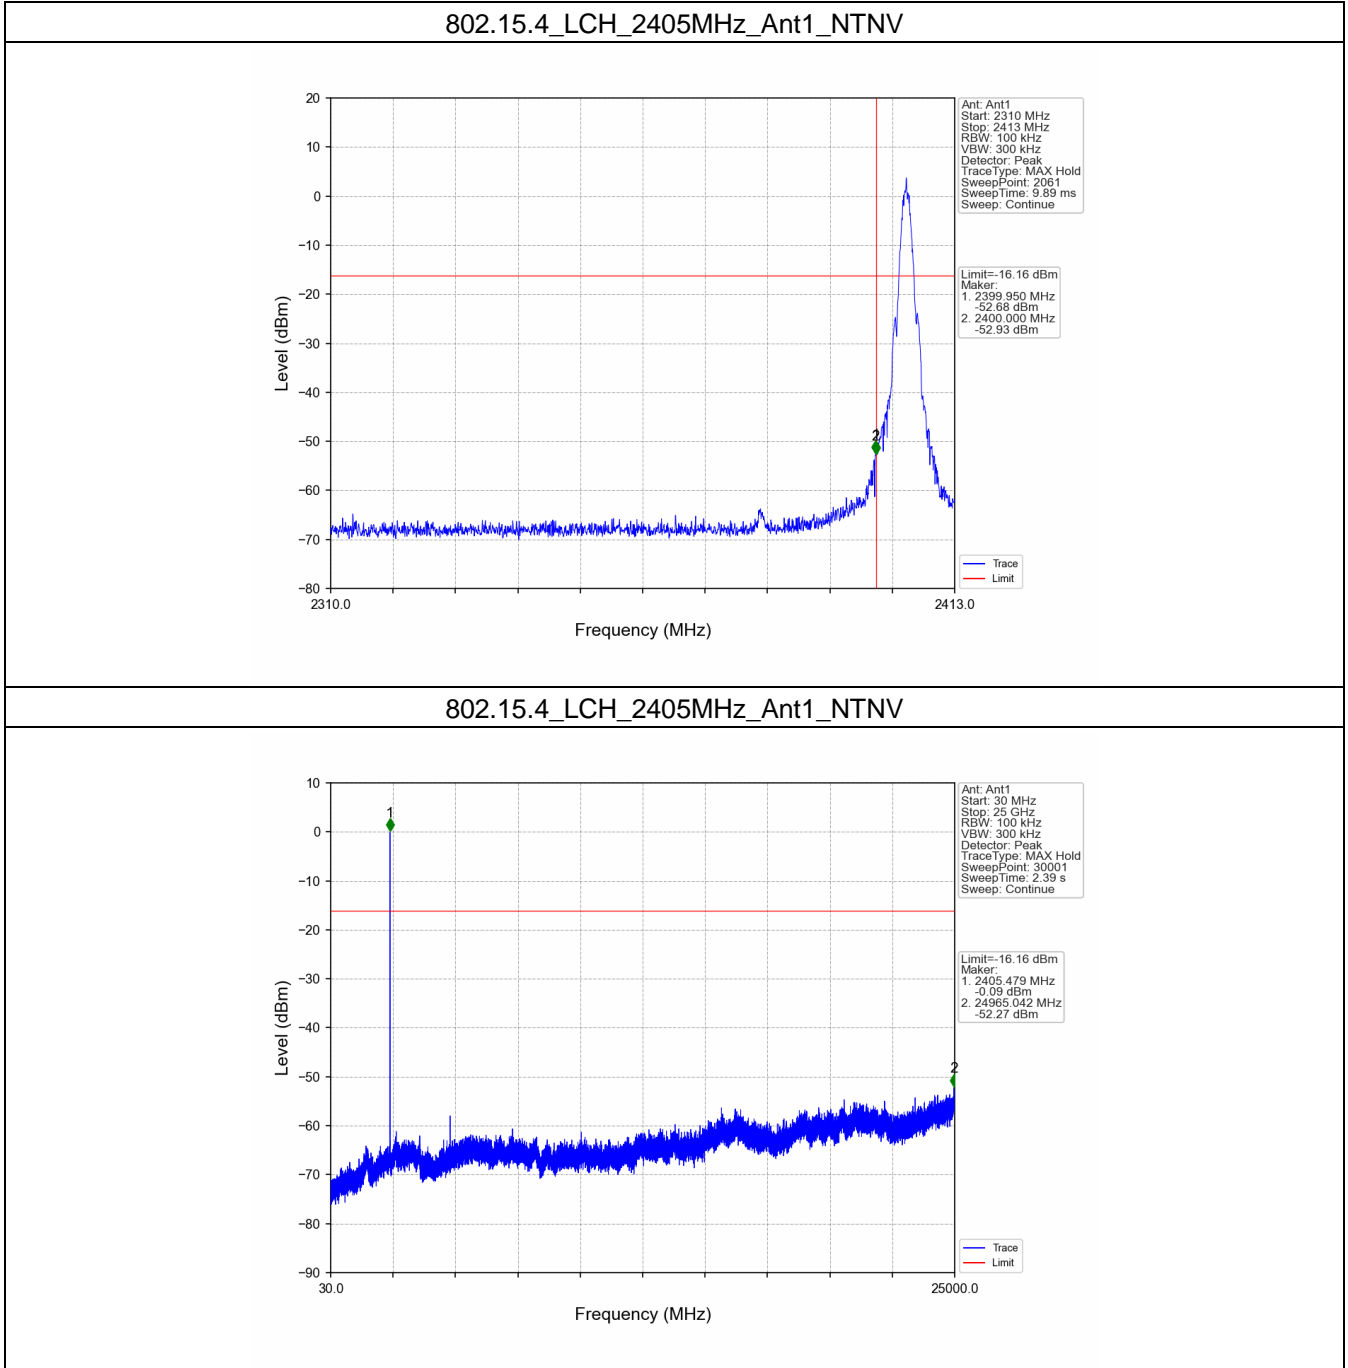 802.15.4_LCH_2405MHz_Ant1_NTNV
20
10
0
−10
−20
−30
−40
−50
−60
−70
−80
Level (dBm)
2
2310.0
2413.0
Frequency (MHz)
Ant: Ant1
Start: 2310 MHz
Stop: 2413 MHz
RBW: 100 kHz
VBW: 300 kHz
Detector: Peak
TraceType: MAX Hold
SweepPoint: 2061
SweepTime: 9.89 ms
Sweep: Continue
Limit=-16.16 dBm
Maker:
1. 2399.950 MHz
-52.68 dBm
2. 2400.000 MHz
-52.93 dBm
Trace
Limit
802.15.4_LCH_2405MHz_Ant1_NTNV
10
0
−10
−20
−30
−40
−50
−60
−70
−80
−90
Level (dBm)
1
2
30.0
25000.0
Frequency (MHz)
Ant: Ant1
Start: 30 MHz
Stop: 25 GHz
RBW: 100 kHz
VBW: 300 kHz
Detector: Peak
TraceType: MAX Hold
SweepPoint: 30001
SweepTime: 2.39 s
Sweep: Continue
Limit=-16.16 dBm
Maker:
1. 2405.479 MHz
-0.09 dBm
2. 24965.042 MHz
-52.27 dBm
Trace
Limit